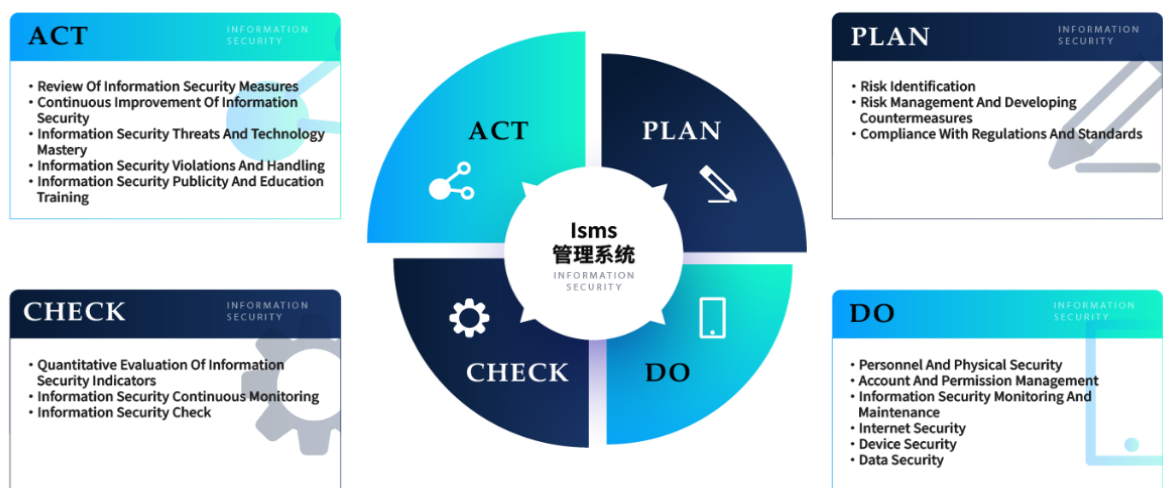 ACT
INFORMATION
SECURITY
• Review Of Information Security Measures
• Continuous Improvement Of Information
Security
• Information Security Threats And Technology
Mastery
• Information Security Violations And Handling
• Information Security Publicity And Education
Training
PLAN
INFORMATION
SECURITY
• Risk Identification
• Risk Management And Developing
Countermeasures
• Compliance With Regulations And Standards
ACT
PLAN
Isms
管理系统
INFORMATION
SECURITY
CHECK
DO
CHECK
INFORMATION
SECURITY
• Quantitative Evaluation Of Information
Security Indicators
• Information Security Continuous Monitoring
• Information Security Check
DO
INFORMATION
SECURITY
• Personnel And Physical Security
• Account And Permission Management
• Information Security Monitoring And
Maintenance
• Internet Security
• Device Security
• Data Security